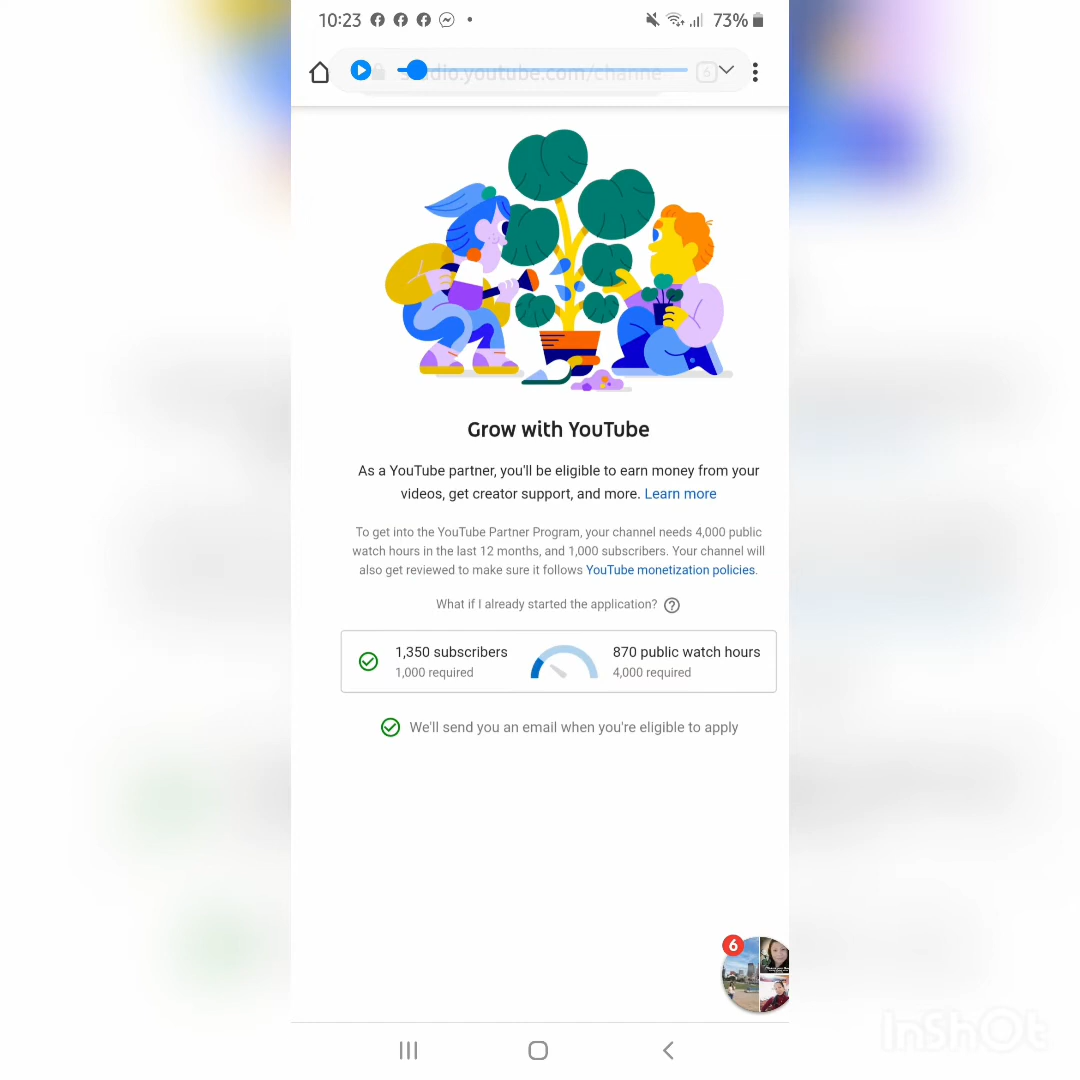 10:23
73%
studio.youtube.com/channe
6
Grow with YouTube
As a YouTube partner, you'll be eligible to earn money from your
videos, get creator support, and more. Learn more
To get into the YouTube Partner Program, your channel needs 4,000 public
watch hours in the last 12 months, and 1,000 subscribers. Your channel will
also get reviewed to make sure it follows YouTube monetization policies.
What if I already started the application?
1,350 subscribers
1,000 required
870 public watch hours
4,000 required
We'll send you an email when you're eligible to apply
6
InShOt